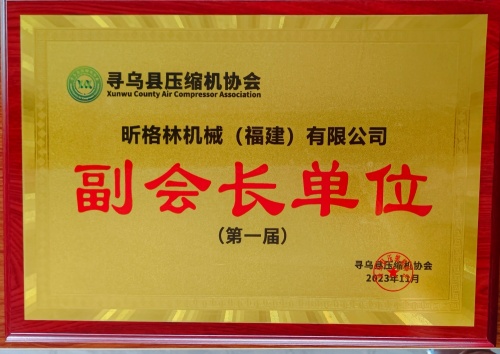 寻乌县压缩机协会
Xunwu County Air Compressor Association
昕格林机械（福建）有限公司
副会长单位
（第一届）
寻乌县压缩机协会
2023年11月